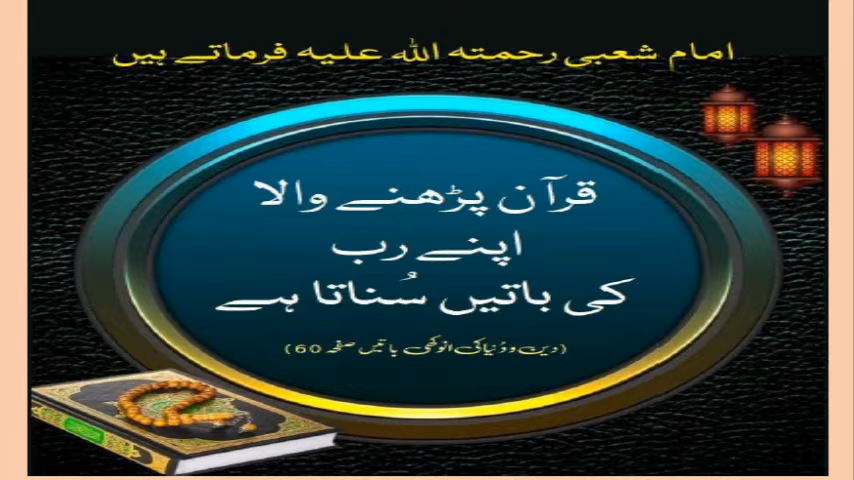 امام شعبی رحمتہ اللہ علیہ فرماتے ہیں
قرآن پڑھنے والا
اپنے رب
کی باتیں سُناتا ہے
(دین و دُنیا کی انوکھی باتیں صفحہ 60)